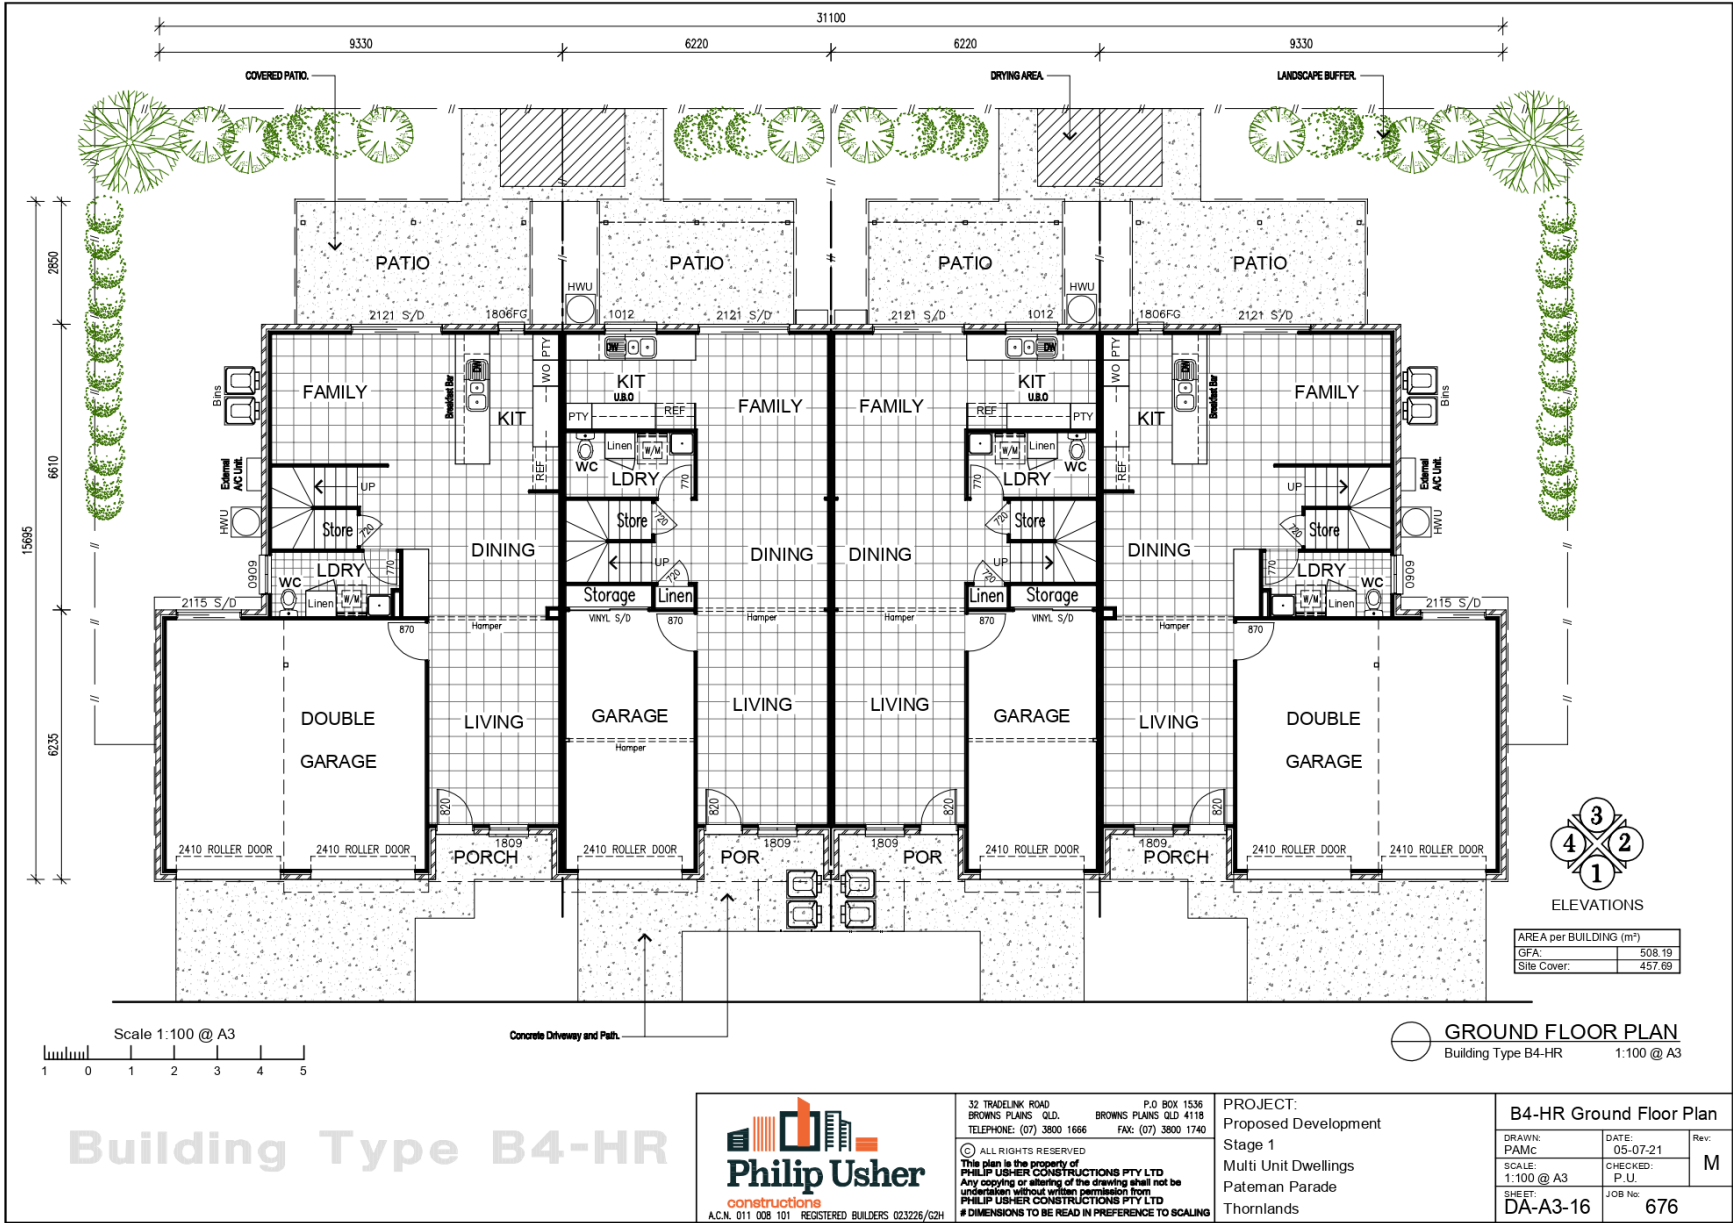 31100
9330
6220
6220
9330
COVERED PATIO.
DRYING AREA.
LANDSCAPE BUFFER.
2850
6610
15695
6235
PATIO
PATIO
PATIO
PATIO
HWU
HWU
2121 S/D
1806FG
1012
2121 S/D
2121 S/D
1012
1806FG
2121 S/D
FAMILY
Breakfast Bar
DW
KIT
WO
PTY
REF
DW
KIT
U.B.O
PTY
REF
FAMILY
FAMILY
DW
KIT
U.B.O
REF
PTY
PTY
WO
KIT
REF
DW
Breakfast Bar
FAMILY
Bins
Bins
External
A/C Unit.
HWU
External
A/C Unit.
HWU
UP
Store
720
WC
Linen
W/M
LDRY
770
Store
720
UP
720
Storage
Linen
WC
Linen
W/M
LDRY
770
Store
720
UP
720
Linen
Storage
UP
Store
720
DINING
DINING
DINING
DINING
0909
WC
LDRY
770
Linen
W/M
770
LDRY
WC
W/M
Linen
0909
2115 S/D
2115 S/D
870
Hamper
VINYL S/D
870
Hamper
Hamper
870
VINYL S/D
Hamper
870
DOUBLE
GARAGE
LIVING
GARAGE
Hamper
LIVING
LIVING
GARAGE
LIVING
DOUBLE
GARAGE
820
820
820
820
2410 ROLLER DOOR
2410 ROLLER DOOR
PORCH
1809
2410 ROLLER DOOR
POR
1809
1809
POR
2410 ROLLER DOOR
1809
PORCH
2410 ROLLER DOOR
2410 ROLLER DOOR
3
4
2
1
ELEVATIONS
AREA per BUILDING (m²)
GFA: 508.19
Site Cover: 457.69
Concrete Driveway and Path.
Scale 1:100 @ A3
1 0 1 2 3 4 5
GROUND FLOOR PLAN
Building Type B4-HR 1:100 @ A3
Building Type B4-HR
Philip Usher
constructions
A.C.N. 011 008 101 REGISTERED BUILDERS 023226/G2H
32 TRADELINK ROAD P.O BOX 1536
BROWNS PLAINS QLD. BROWNS PLAINS QLD 4118
TELEPHONE: (07) 3800 1666 FAX: (07) 3800 1740
© ALL RIGHTS RESERVED
This plan is the property of
PHILIP USHER CONSTRUCTIONS PTY LTD
Any copying or altering of the drawing shall not be
undertaken without written permission from
PHILIP USHER CONSTRUCTIONS PTY LTD
# DIMENSIONS TO BE READ IN PREFERENCE TO SCALING
PROJECT:
Proposed Development
Stage 1
Multi Unit Dwellings
Pateman Parade
Thornlands
B4-HR Ground Floor Plan
DRAWN:
PAMc
DATE:
05-07-21
Rev:
M
SCALE:
1:100 @ A3
CHECKED:
P.U.
SHEET:
DA-A3-16
JOB No:
676